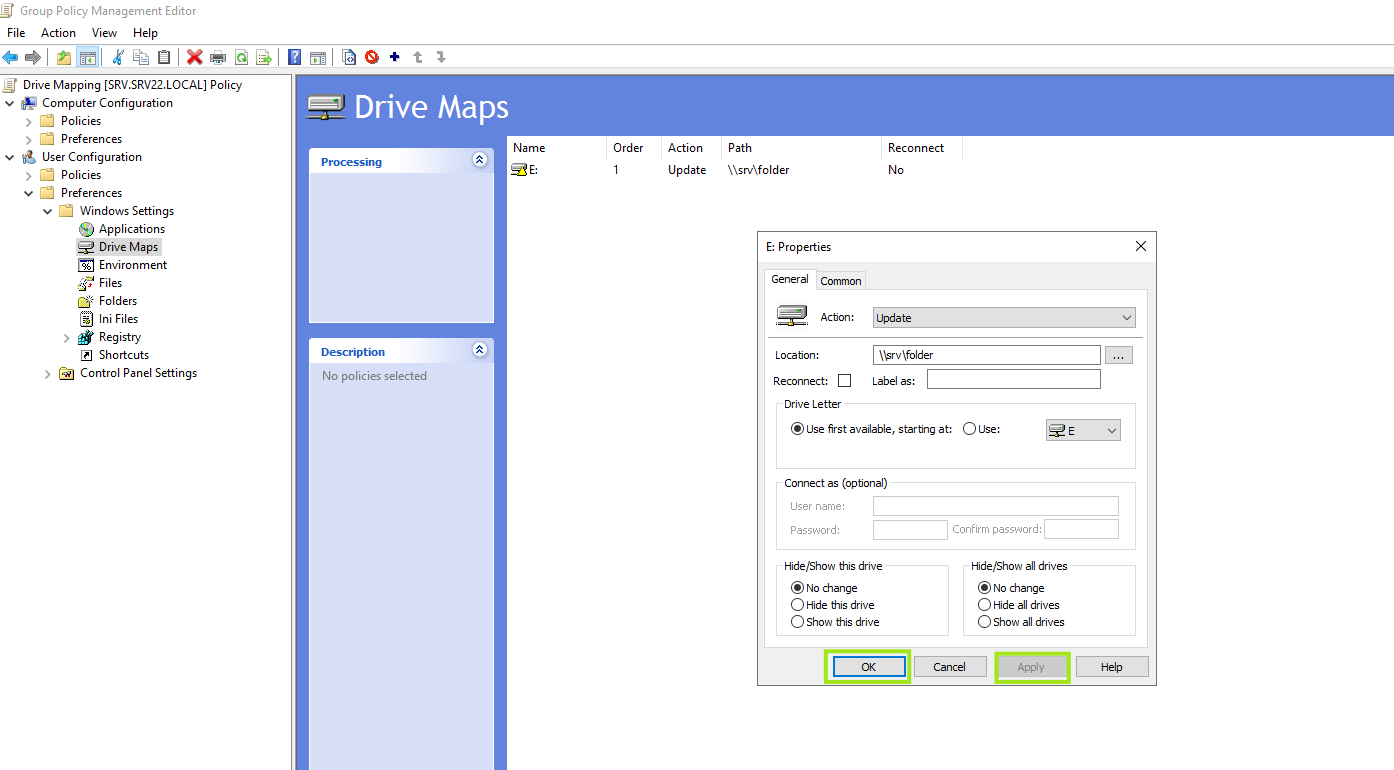 Group Policy Management Editor
File Action View Help
Drive Mapping [SRV.SRV22.LOCAL] Policy
Computer Configuration
Policies
Preferences
User Configuration
Policies
Preferences
Windows Settings
Applications
Drive Maps
Environment
Files
Folders
Ini Files
Registry
Shortcuts
Control Panel Settings
Drive Maps
Processing
Description
No policies selected
Name Order Action Path Reconnect
E: 1 Update \\srv\folder No
E: Properties
General Common
Action: Update
Location: \\srv\folder ...
Reconnect: Label as:
Drive Letter
Use first available, starting at: Use: E
Connect as (optional)
User name:
Password: Confirm password:
Hide/Show this drive
No change
Hide this drive
Show this drive
Hide/Show all drives
No change
Hide all drives
Show all drives
OK Cancel Apply Help